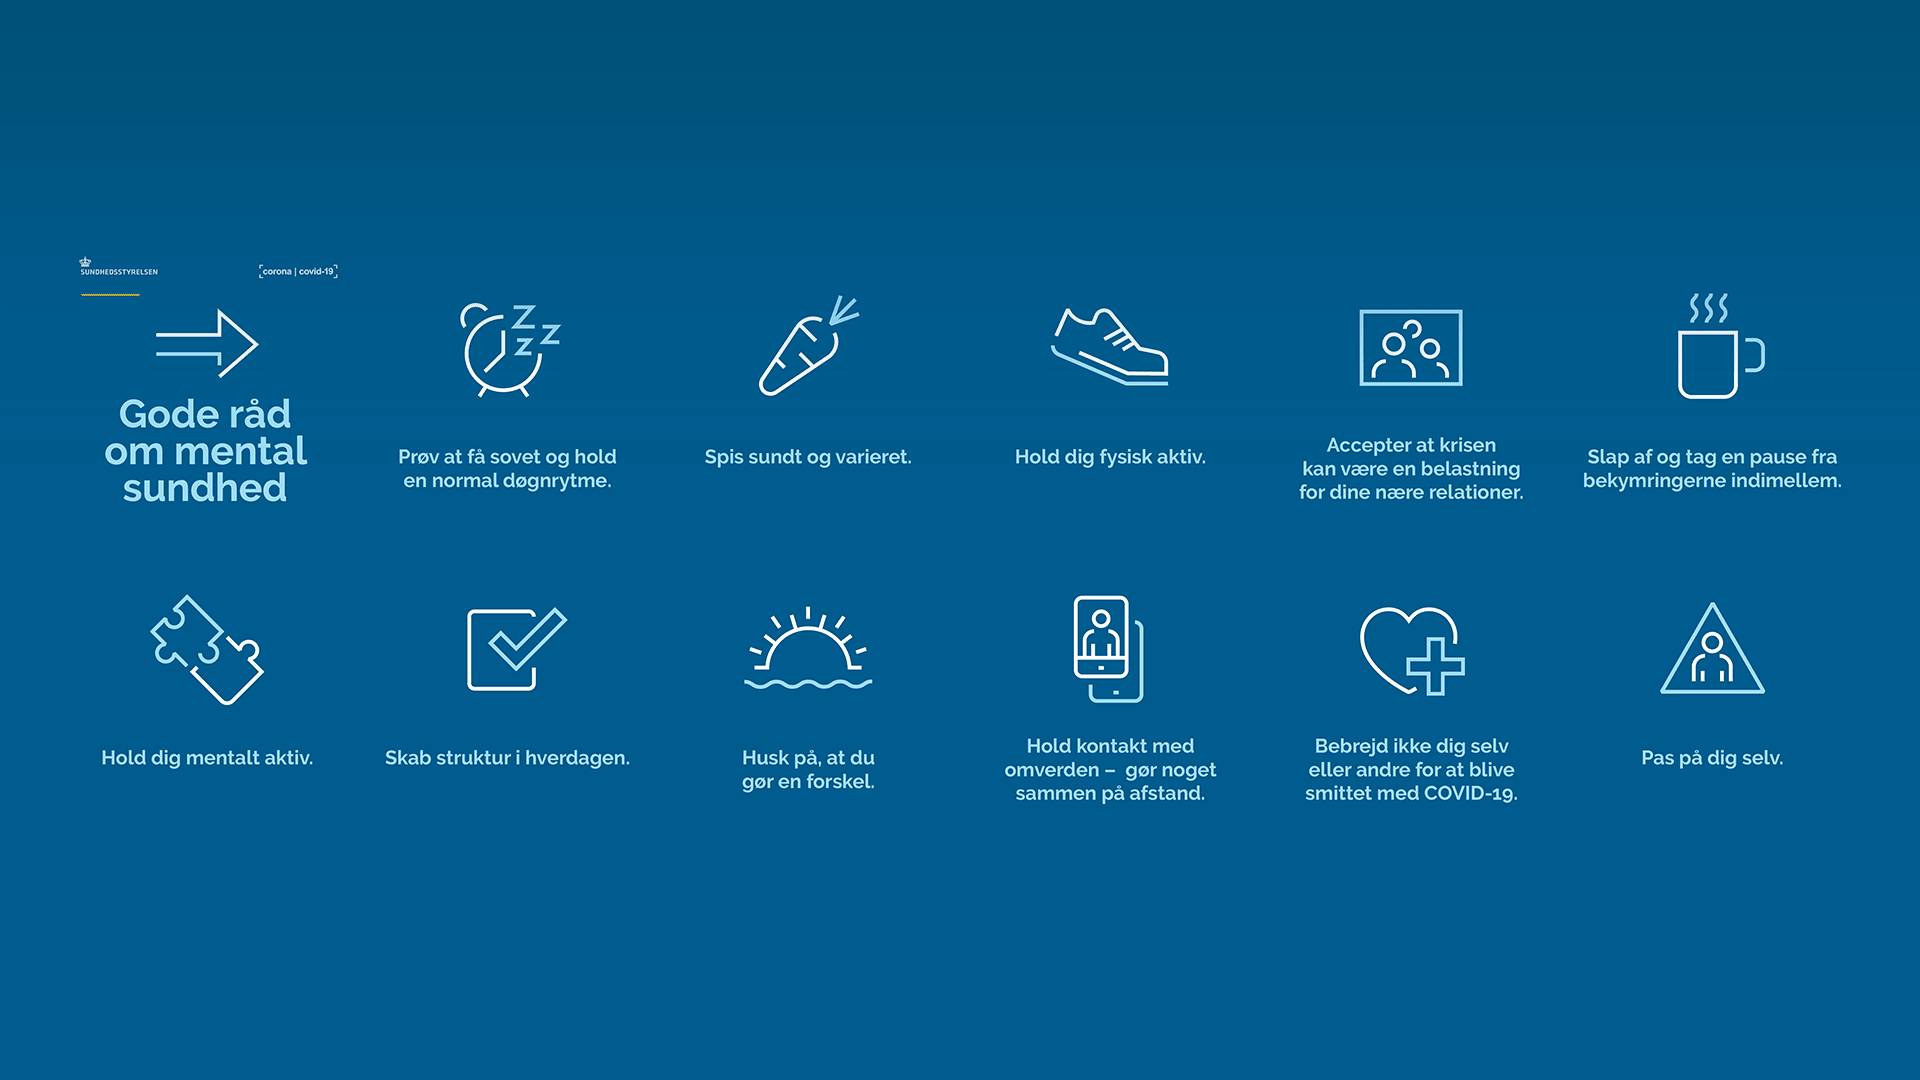 SUNDHEDSSTYRELSEN
corona | covid-19
Gode råd
om mental
sundhed
Prøv at få sovet og hold
en normal døgnrytme.
Spis sundt og varieret.
Hold dig fysisk aktiv.
Accepter at krisen
kan være en belastning
for dine nære relationer.
Slap af og tag en pause fra
bekymringerne indimellem.
Hold dig mentalt aktiv.
Skab struktur i hverdagen.
Husk på, at du
gør en forskel.
Hold kontakt med
omverden – gør noget
sammen på afstand.
Bebrejd ikke dig selv
eller andre for at blive
smittet med COVID-19.
Pas på dig selv.